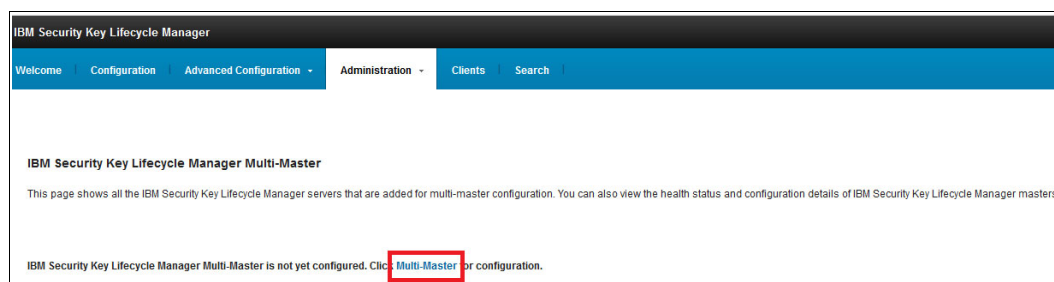 IBM Security Key Lifecycle Manager
Welcome Configuration Advanced Configuration Administration Clients Search
IBM Security Key Lifecycle Manager Multi-Master
This page shows all the IBM Security Key Lifecycle Manager servers that are added for multi-master configuration. You can also view the health status and configuration details of IBM Security Key Lifecycle Manager masters
IBM Security Key Lifecycle Manager Multi-Master is not yet configured. Click Multi-Master for configuration.